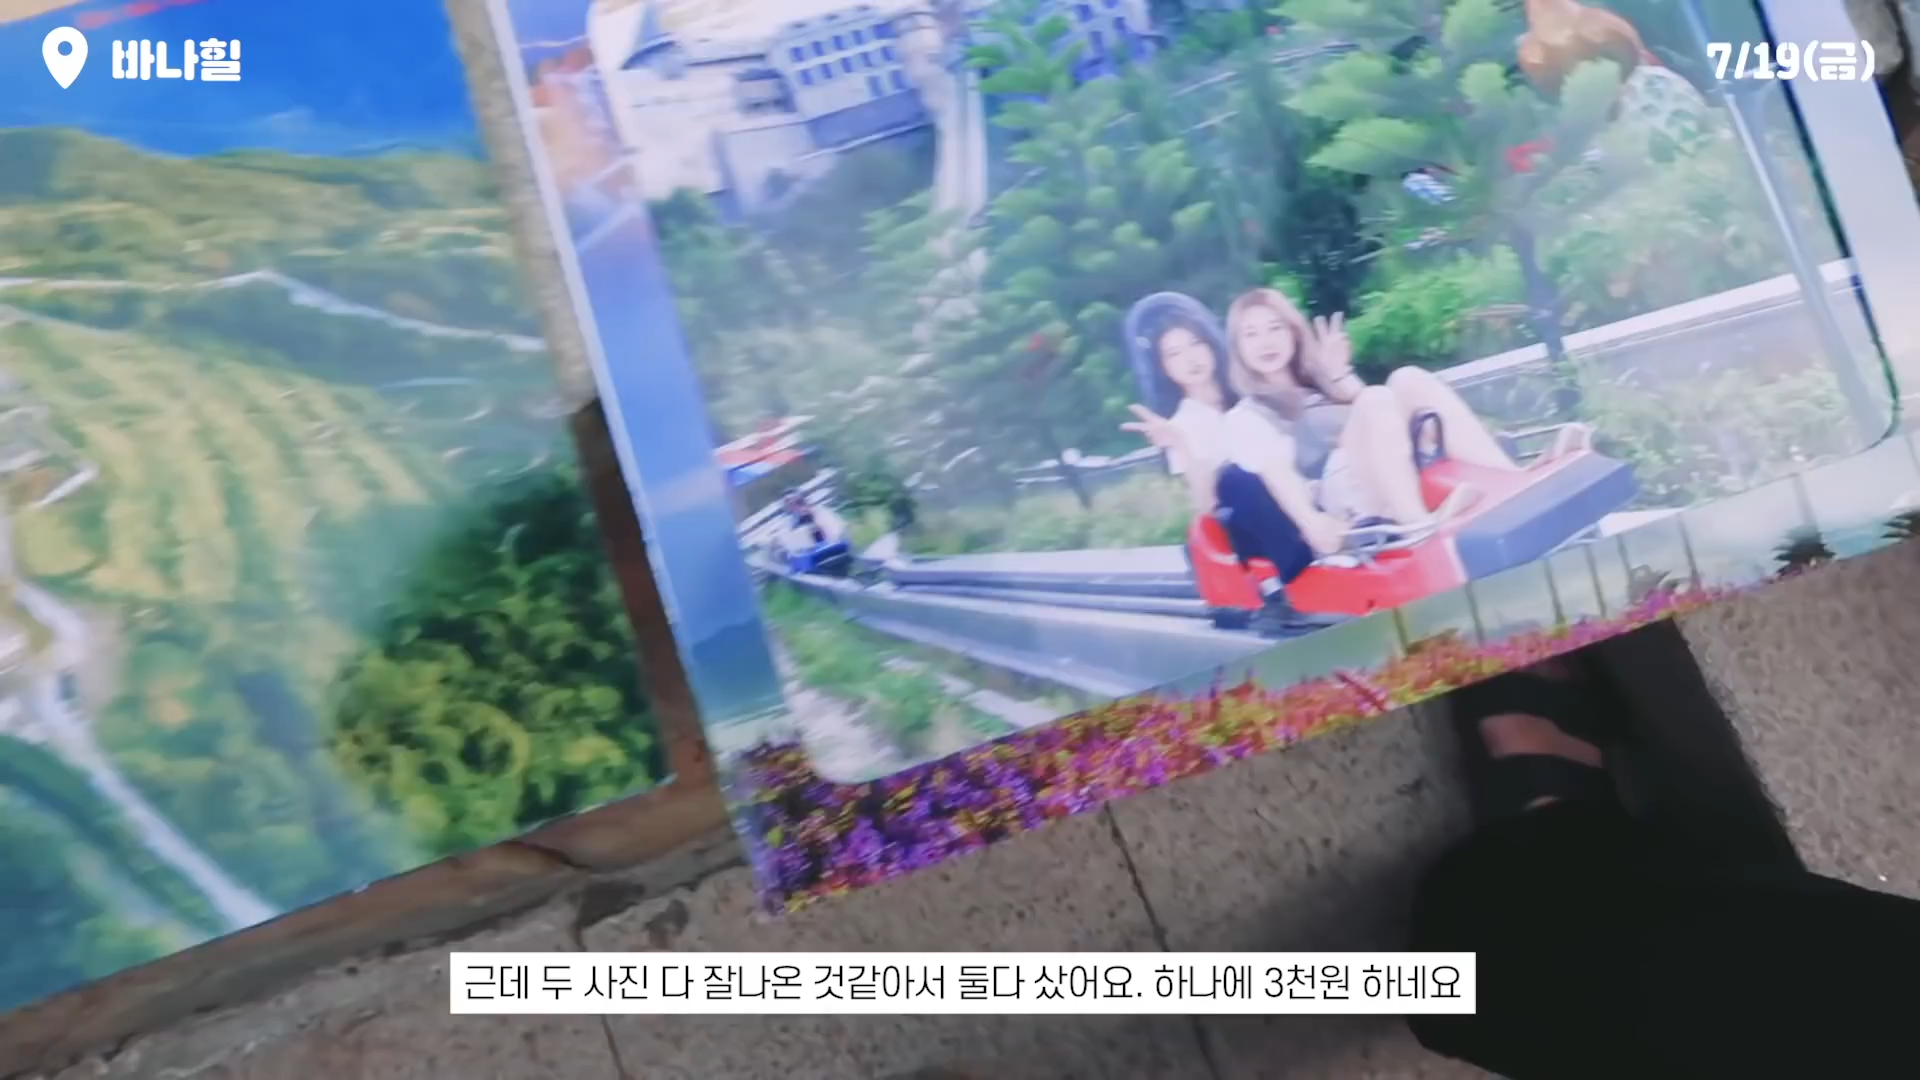 바나힐
7/19(금)
근데 두 사진 다 잘나온 것같아서 둘다 샀어요. 하나에 3천원 하네요